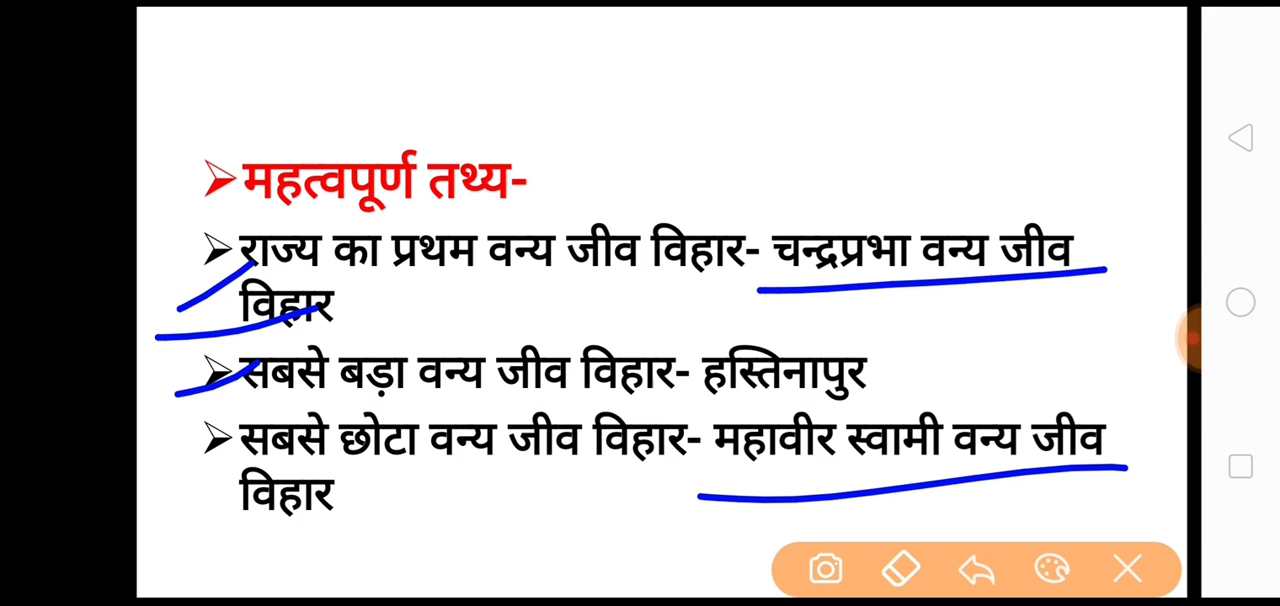 ➢महत्वपूर्ण तथ्य-
➢राज्य का प्रथम वन्य जीव विहार- चन्द्रप्रभा वन्य जीव
विहार
➢सबसे बड़ा वन्य जीव विहार- हस्तिनापुर
➢सबसे छोटा वन्य जीव विहार- महावीर स्वामी वन्य जीव
विहार